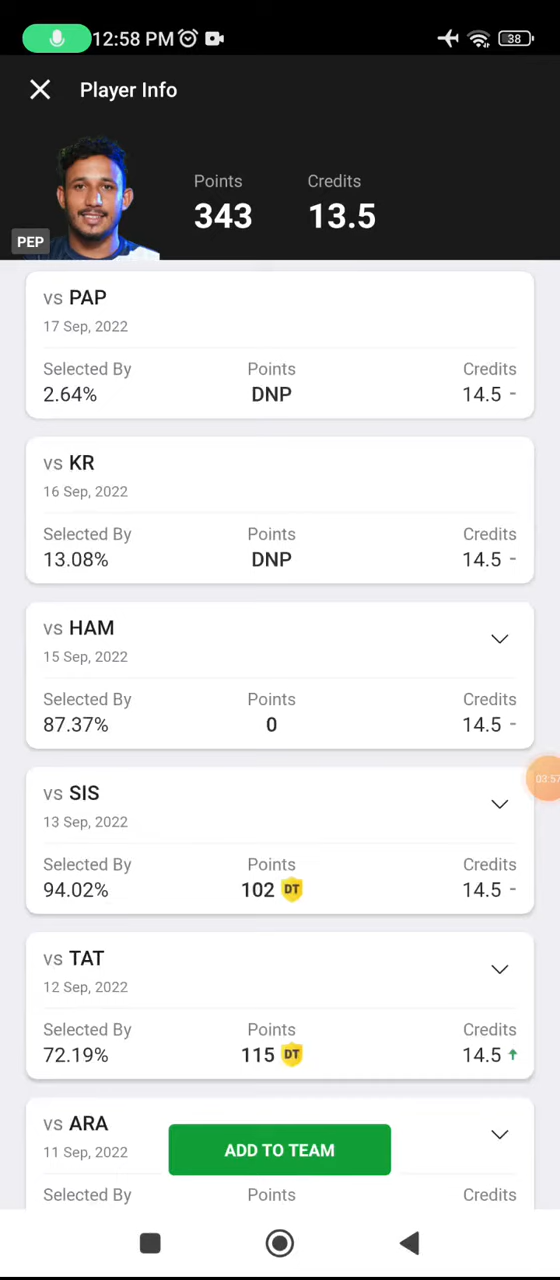 12:58 PM
38
Player Info
Points
Credits
343
13.5
PEP
vs PAP
17 Sep, 2022
Selected By
Points
Credits
2.64%
DNP
14.5 -
vs KR
16 Sep, 2022
Selected By
Points
Credits
13.08%
DNP
14.5 -
vs HAM
15 Sep, 2022
Selected By
Points
Credits
87.37%
0
14.5 -
03:57
vs SIS
13 Sep, 2022
Selected By
Points
Credits
94.02%
102 DT
14.5 -
vs TAT
12 Sep, 2022
Selected By
Points
Credits
72.19%
115 DT
14.5
vs ARA
11 Sep, 2022
ADD TO TEAM
Selected By
Points
Credits